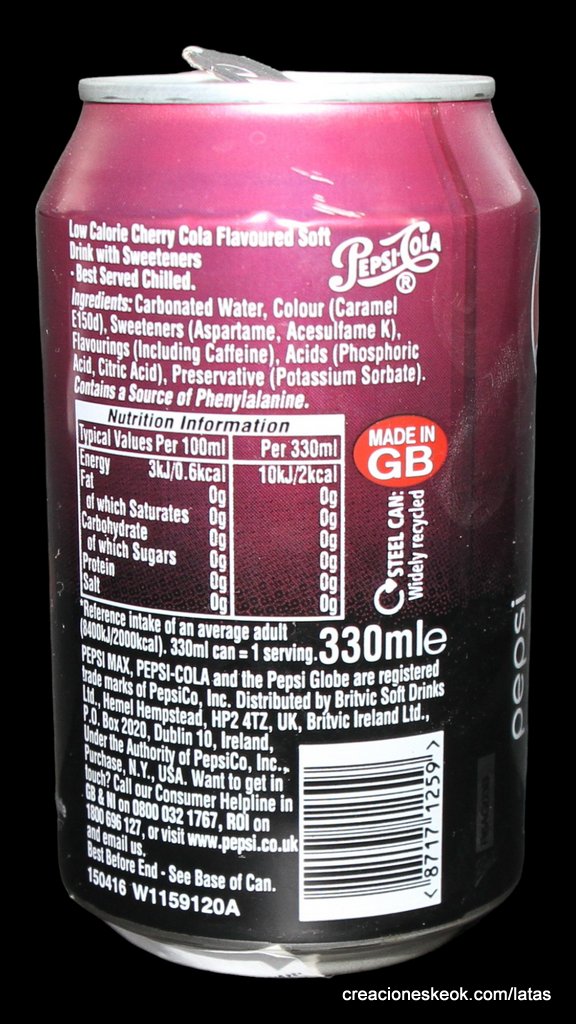 Low Calorie Cherry Cola Flavoured Soft
Drink with Sweeteners
- Best Served Chilled.
PEPSI-COLA
®
Ingredients: Carbonated Water, Colour (Caramel
E150d), Sweeteners (Aspartame, Acesulfame K),
Flavourings (Including Caffeine), Acids (Phosphoric
Acid, Citric Acid), Preservative (Potassium Sorbate).
Contains a Source of Phenylalanine.
Nutrition Information
Typical Values Per 100ml Per 330ml
Energy 3kJ/0.6kcal 10kJ/2kcal
Fat 0g 0g
of which Saturates 0g 0g
Carbohydrate 0g 0g
of which Sugars 0g 0g
Protein 0g 0g
Salt 0g 0g
MADE IN
GB
STEEL CAN:
Widely recycled
*Reference intake of an average adult
(8400kJ/2000kcal). 330ml can = 1 serving.
330ml℮
PEPSI MAX, PEPSI-COLA and the Pepsi Globe are registered
trade marks of PepsiCo, Inc. Distributed by Britvic Soft Drinks
Ltd., Hemel Hempstead, HP2 4TZ, UK, Britvic Ireland Ltd.,
P.O. Box 2020, Dublin 10, Ireland,
Under the Authority of PepsiCo, Inc.,
Purchase, N.Y., USA. Want to get in
touch? Call our Consumer Helpline in
GB & NI on 0800 032 1767, ROI on
1800 696 127, or visit www.pepsi.co.uk
and email us.
Best Before End - See Base of Can.
150416 W1159120A
< 8717 1259 >
pepsi
creacioneskeok.com/latas